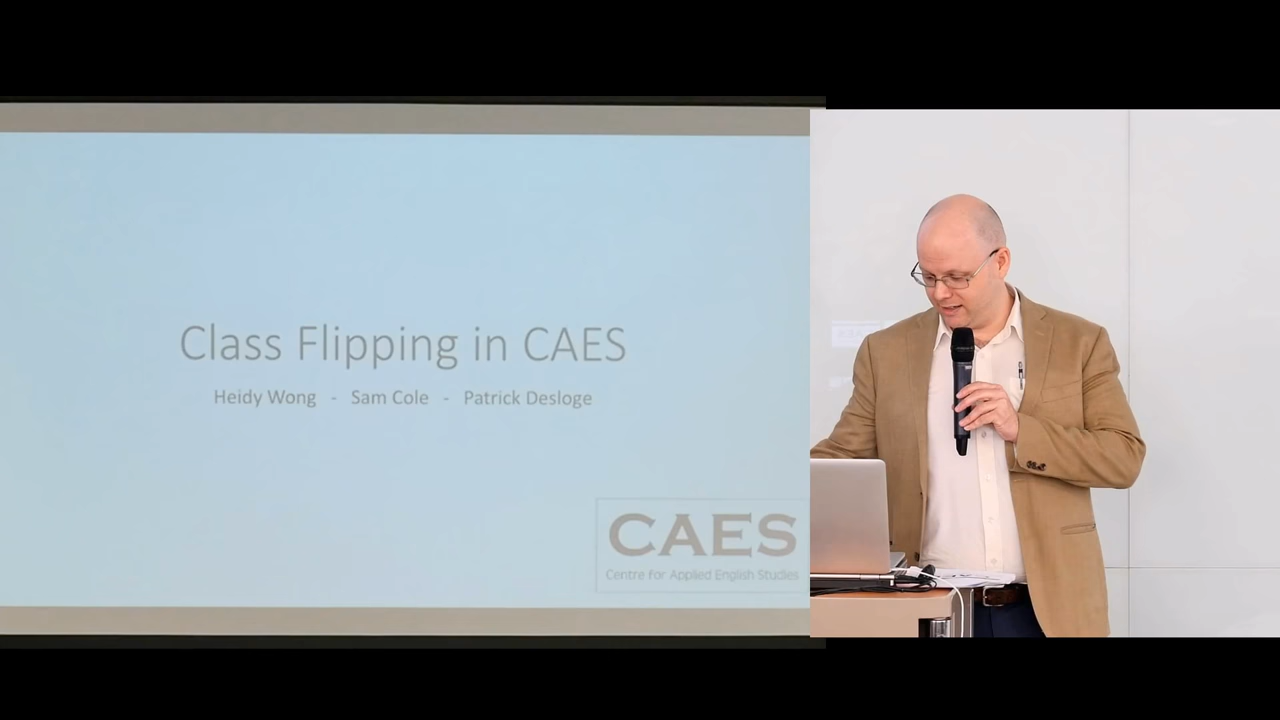 Class Flipping in CAES
Heidy Wong - Sam Cole - Patrick Desloge
CAES
Centre for Applied English Studies